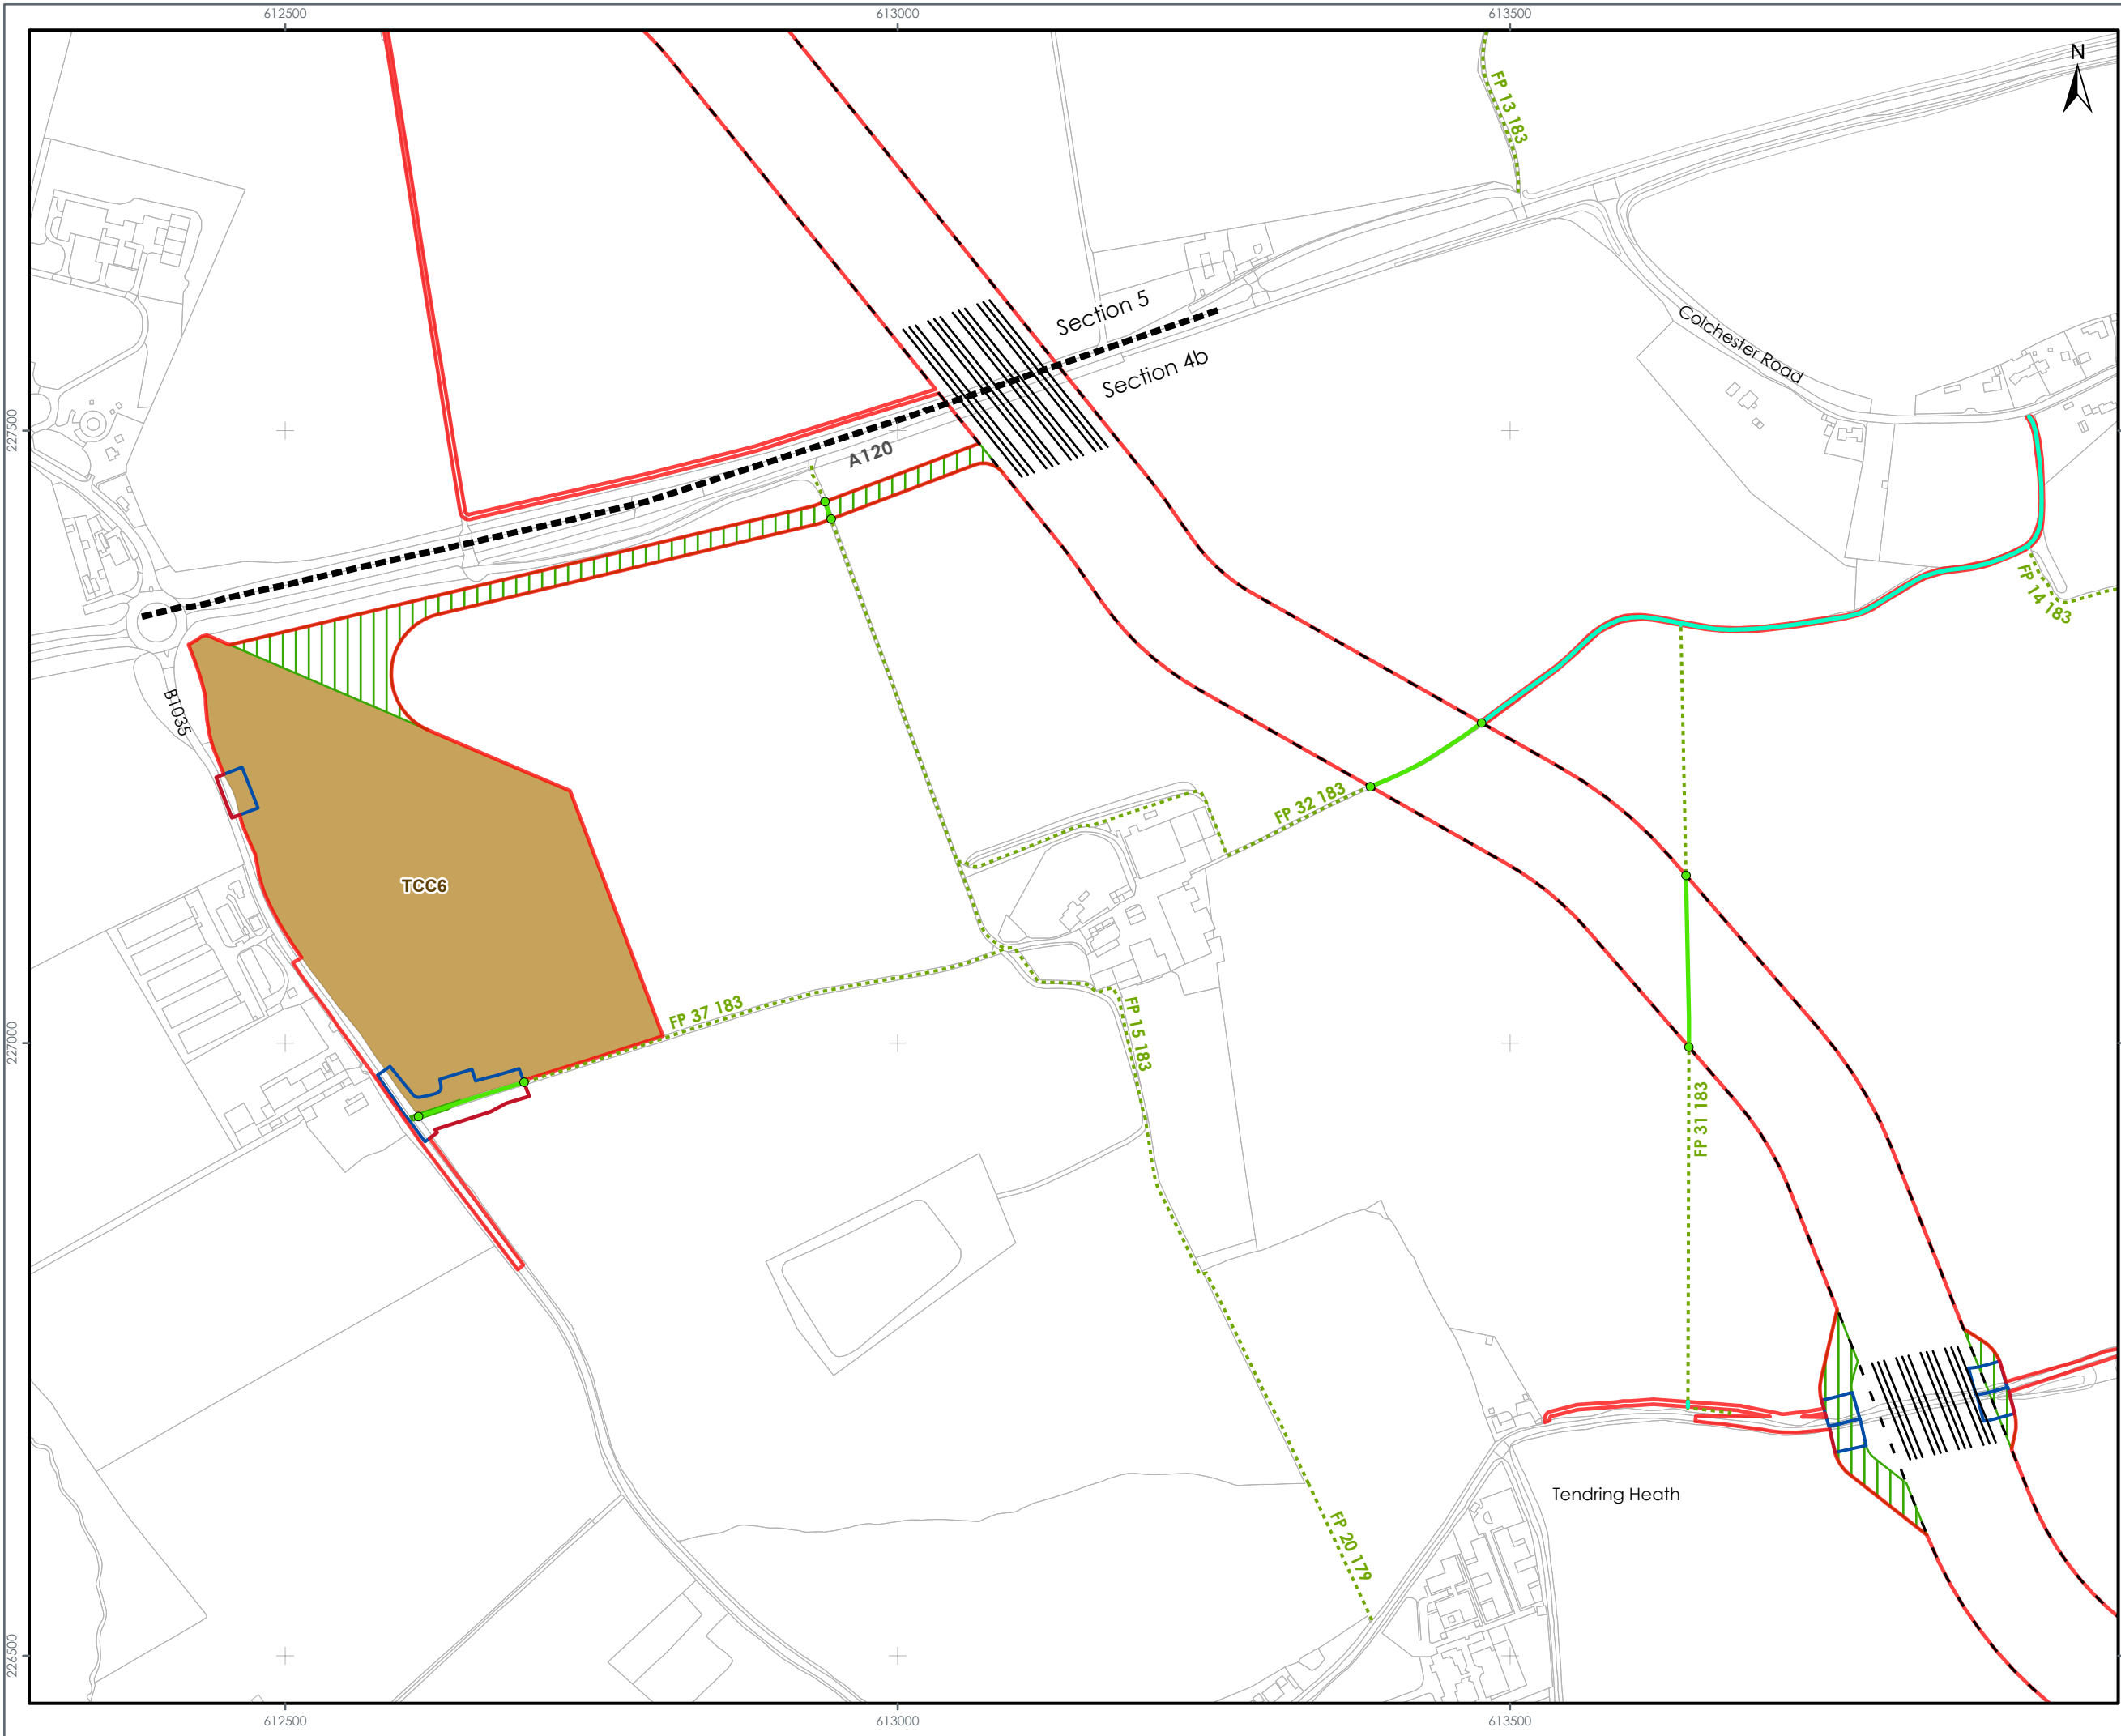 612500
613000
613500
N
FP 13 183
Section 5
Section 4b
Colchester Road
227500
A120
FP 14 183
B1035
FP 32 183
TCC6
FP 37 183
FP 15 183
227000
FP 31 183
Tendring Heath
FP 20 179
226500
612500
613000
613500